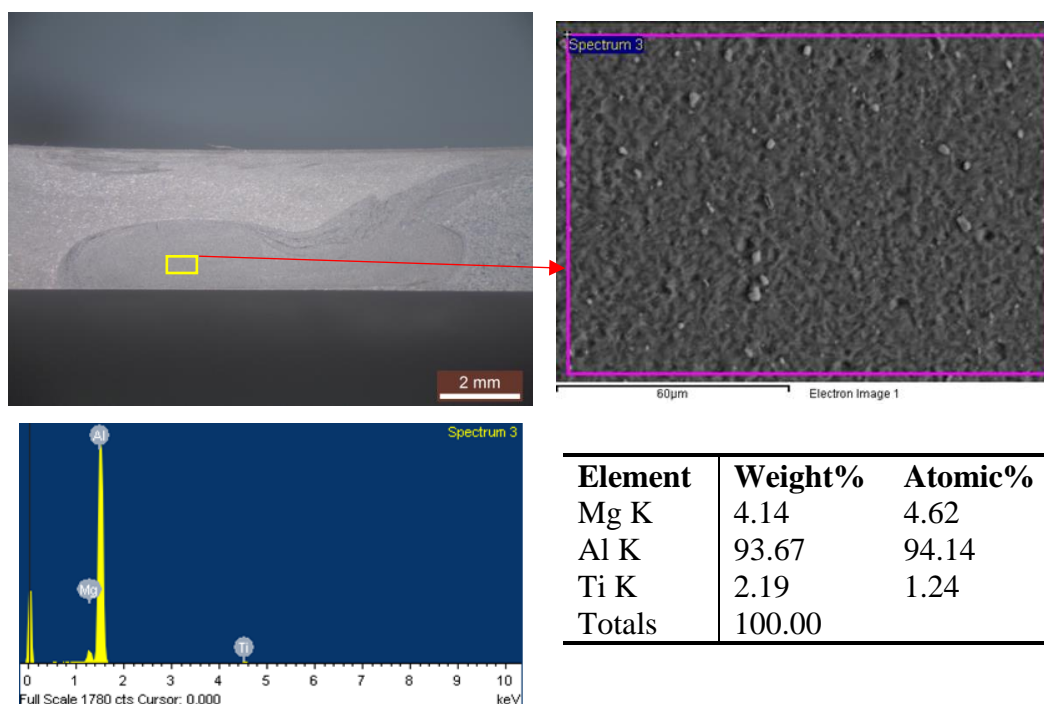 2 mm
Spectrum 3
60μm Electron Image 1
Spectrum 3
Al
Mg
Ti
0 1 2 3 4 5 6 7 8 9 10
Full Scale 1780 cts Cursor: 0.000 keV
Element Weight% Atomic%
Mg K 4.14 4.62
Al K 93.67 94.14
Ti K 2.19 1.24
Totals 100.00